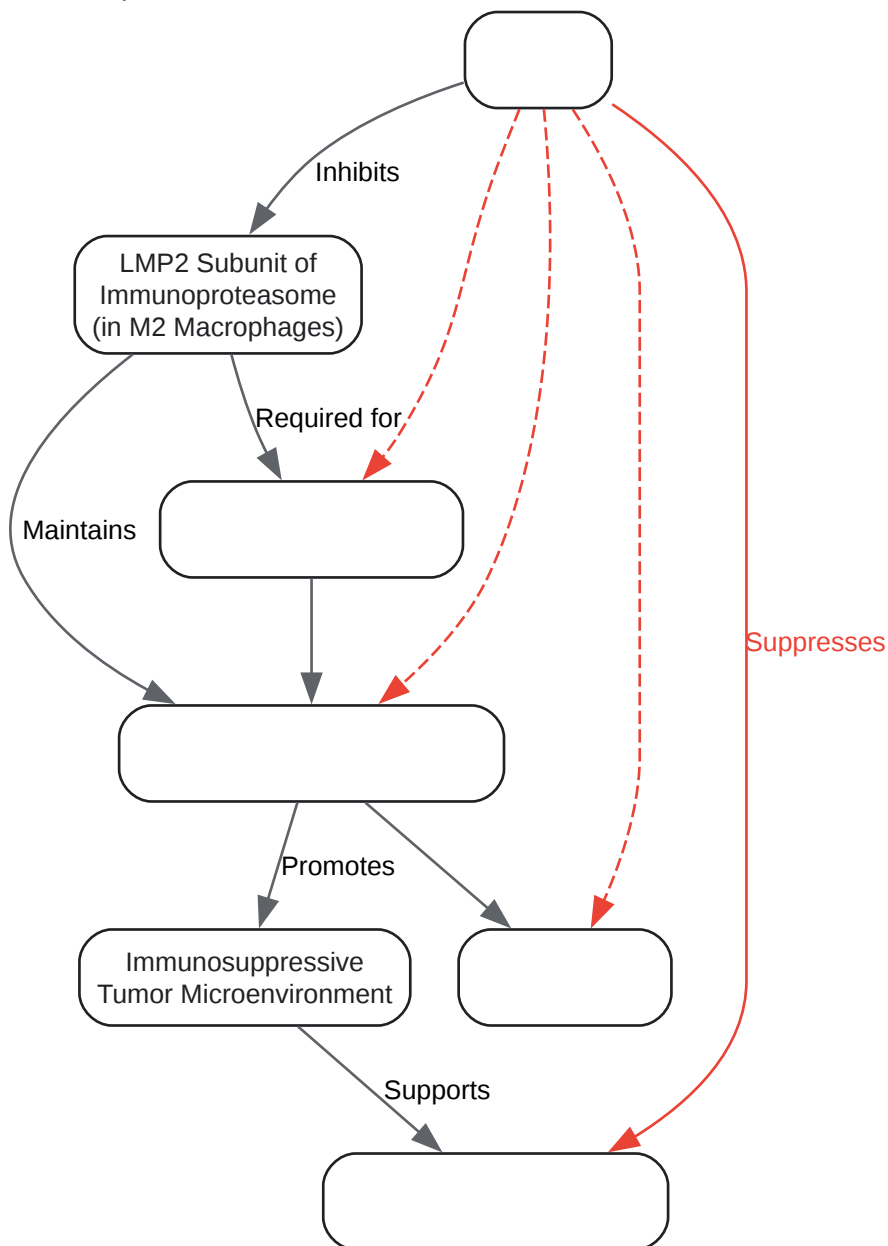 Inhibits
LMP2 Subunit of
Immunoproteasome
(in M2 Macrophages)
Required for
Maintains
Suppresses
Promotes
Immunosuppressive
Tumor Microenvironment
Supports